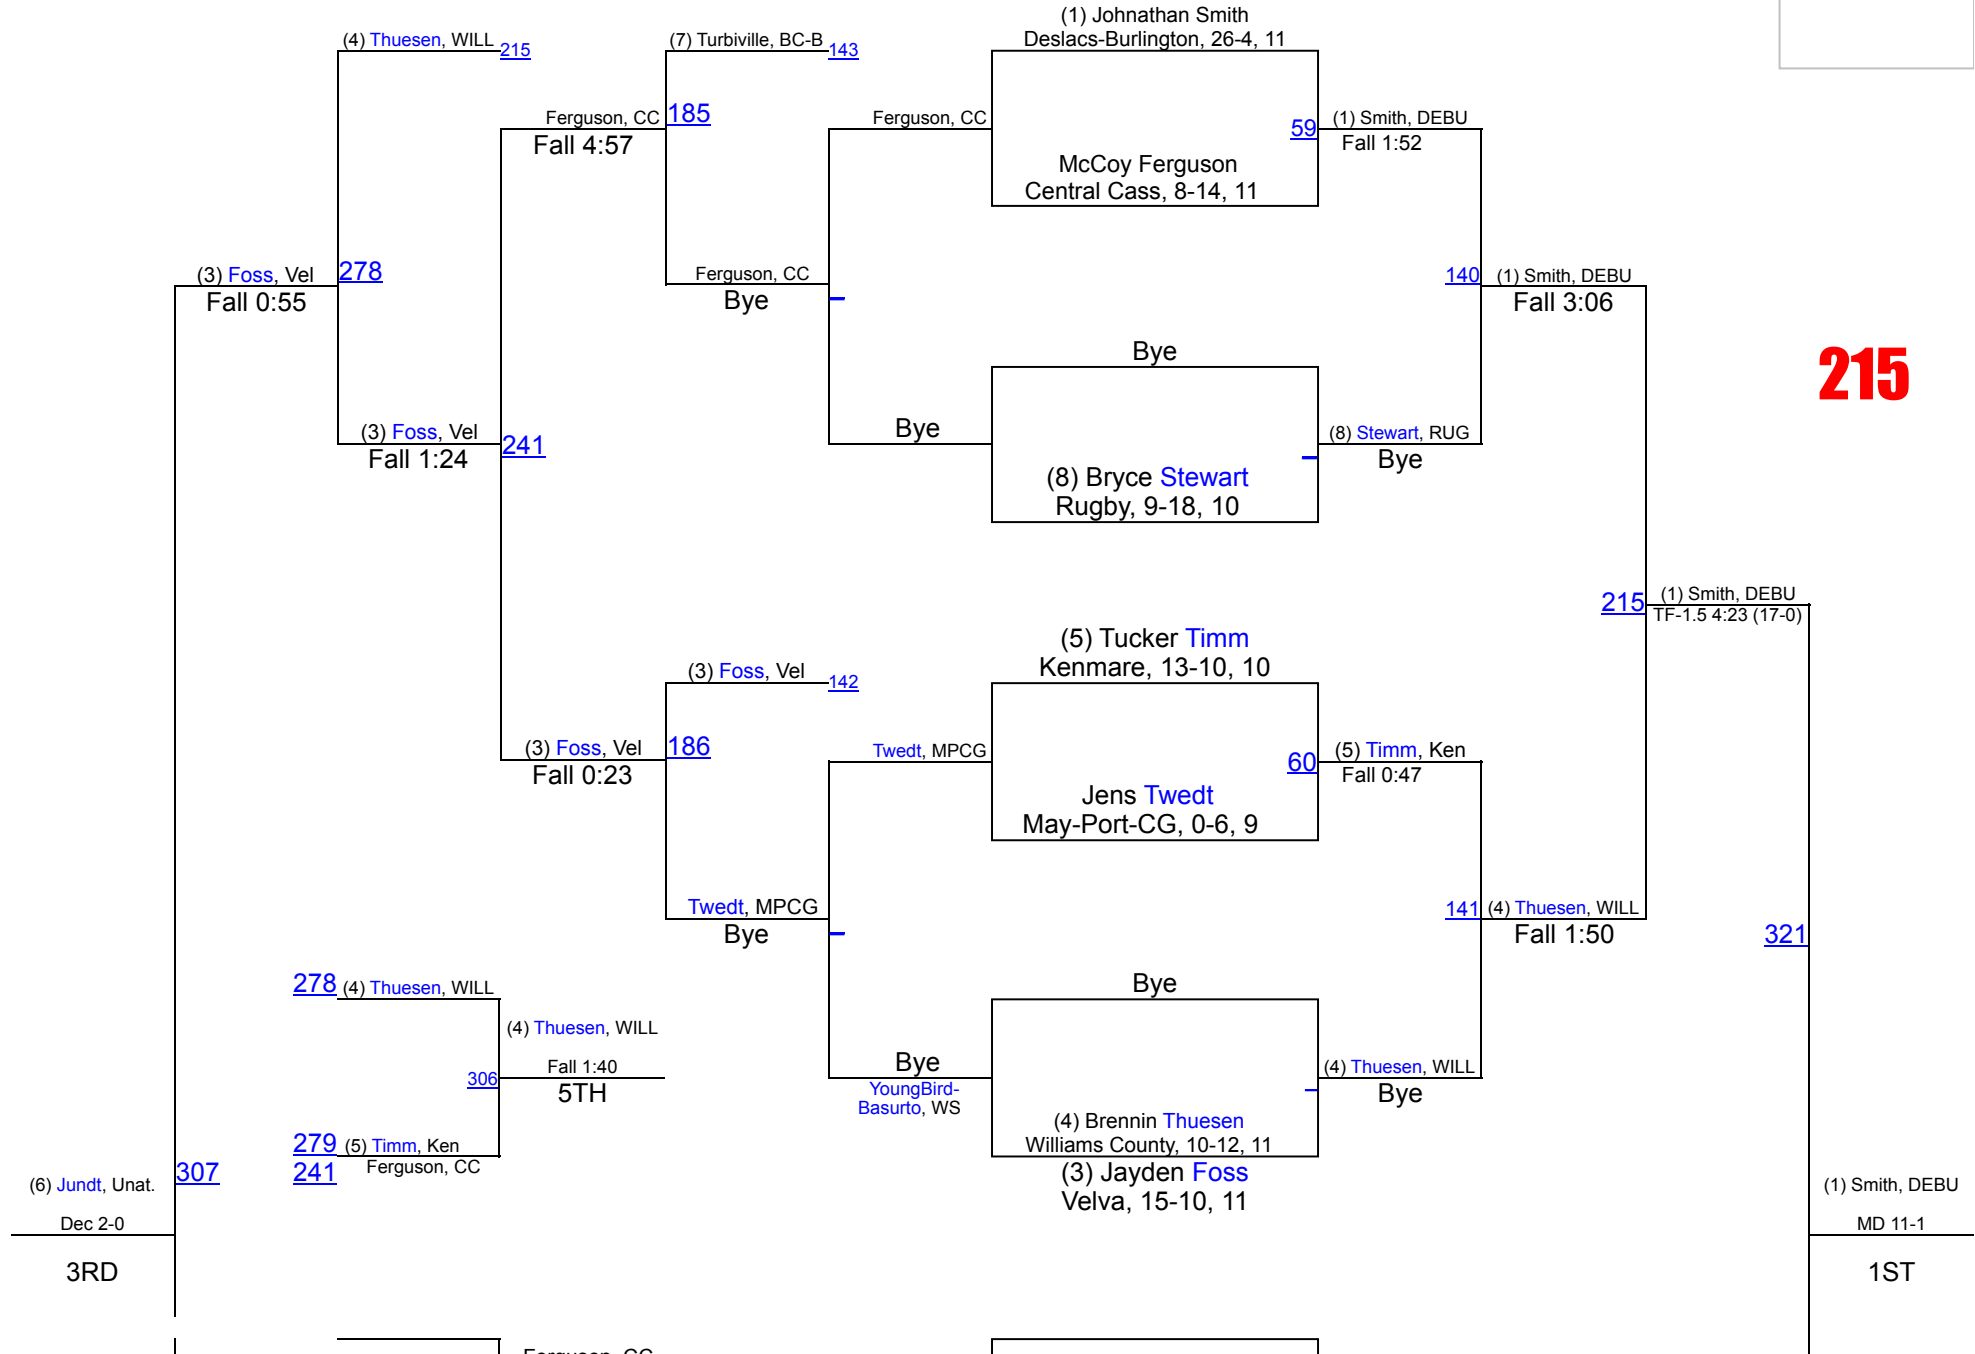 (1) Johnathan Smith
Deslacs-Burlington, 26-4, 11
(4) Thuesen, WILL
215
(7) Turbiville, BC-B
143
Ferguson, CC
185
Fall 4:57
Ferguson, CC
59
(1) Smith, DEBU
Fall 1:52
McCoy Ferguson
Central Cass, 8-14, 11
(3) Foss, Vel
278
Fall 0:55
Ferguson, CC
Bye
140
(1) Smith, DEBU
Fall 3:06
Bye
215
(3) Foss, Vel
241
Fall 1:24
Bye
(8) Stewart, RUG
Bye
(8) Bryce Stewart
Rugby, 9-18, 10
215
(1) Smith, DEBU
TF-1.5 4:23 (17-0)
(5) Tucker Timm
Kenmare, 13-10, 10
(3) Foss, Vel
142
(3) Foss, Vel
186
Fall 0:23
Twedt, MPCG
60
(5) Timm, Ken
Fall 0:47
Jens Twedt
May-Port-CG, 0-6, 9
Twedt, MPCG
Bye
141
(4) Thuesen, WILL
Fall 1:50
321
278
(4) Thuesen, WILL
Bye
(4) Thuesen, WILL
Fall 1:40
306
5TH
Bye
YoungBird-
Basurto, WS
(4) Thuesen, WILL
Bye
(4) Brennin Thuesen
Williams County, 10-12, 11
279
(5) Timm, Ken
241
Ferguson, CC
(3) Jayden Foss
Velva, 15-10, 11
(6) Jundt, Unat.
307
Dec 2-0
3RD
(1) Smith, DEBU
MD 11-1
1ST
Ferguson, CC